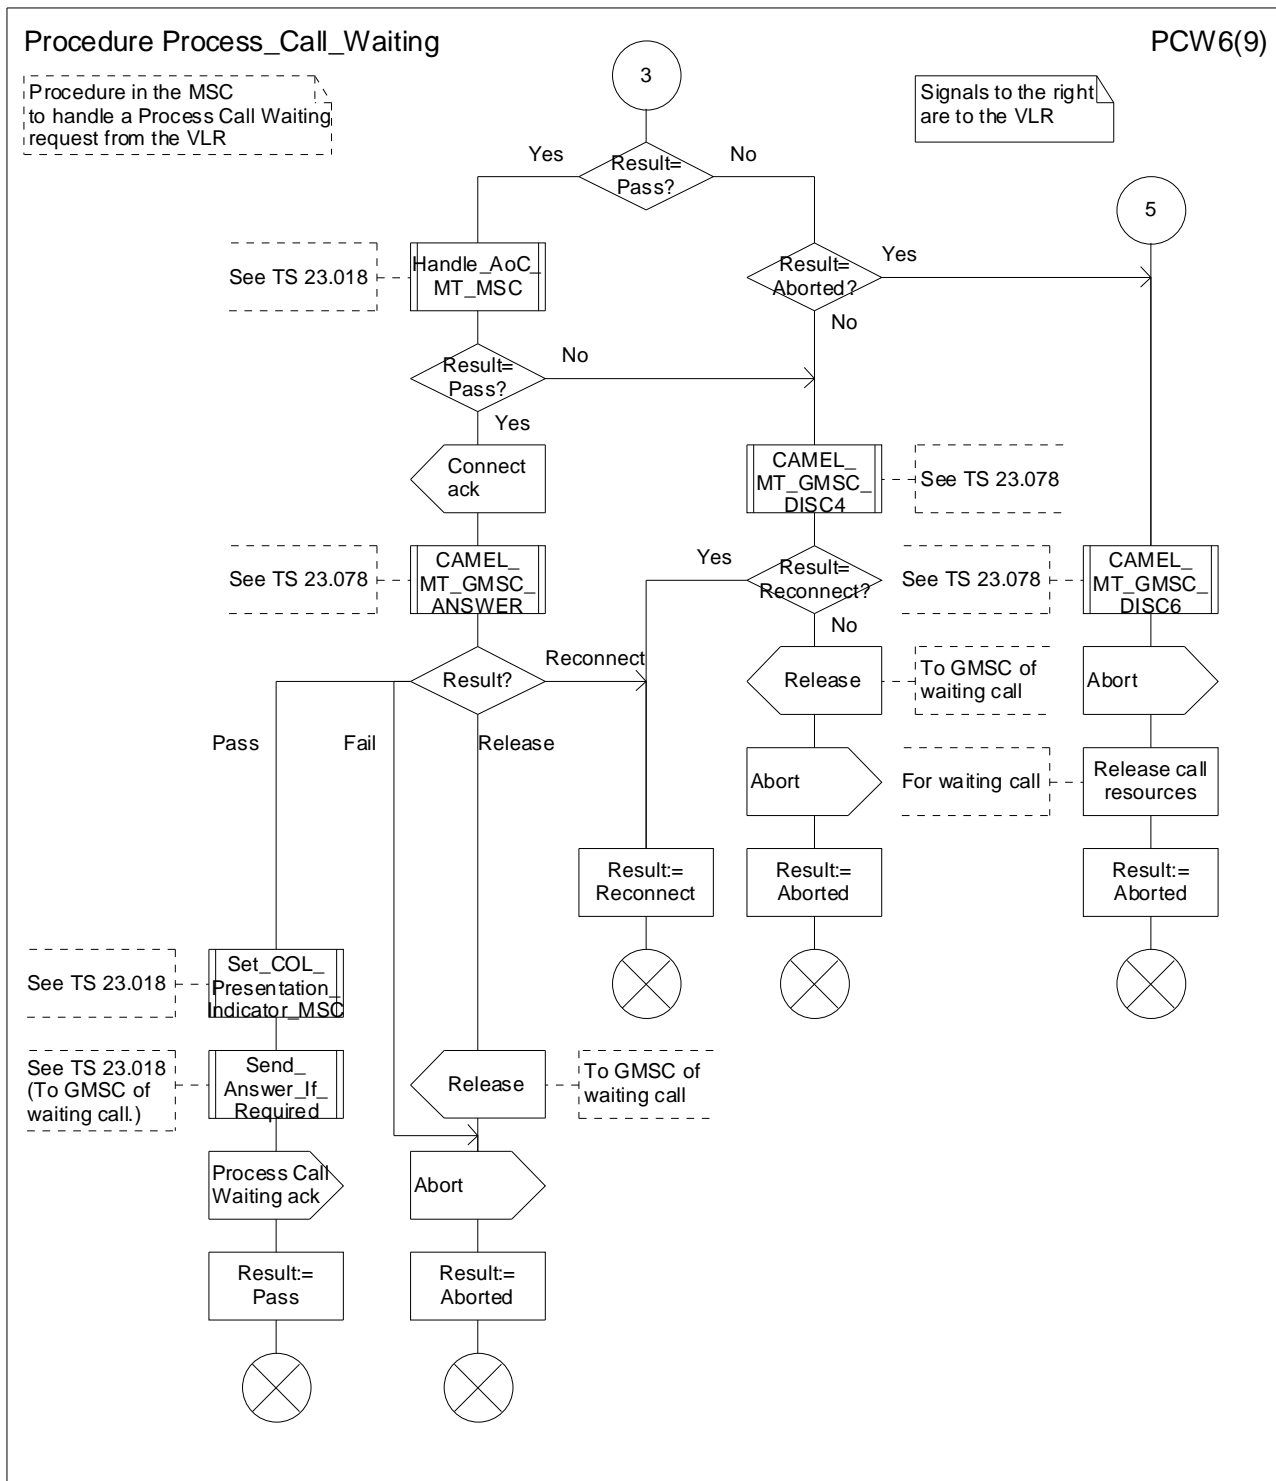 Procedure Process_Call_Waiting
PCW6(9)
Procedure in the MSC
to handle a Process Call Waiting
request from the VLR
3
Signals to the right
are to the VLR
Yes
Result=
Pass?
No
5
See TS 23.018
Handle_AoC_
MT_MSC
Result=
Aborted?
Yes
No
Result=
Pass?
No
Yes
Connect
ack
CAMEL_
MT_GMSC_
DISC4
See TS 23.078
See TS 23.078
CAMEL_
MT_GMSC_
ANSWER
Yes
Result=
Reconnect?
No
See TS 23.078
CAMEL_
MT_GMSC_
DISC6
Result?
Reconnect
Pass
Fail
Release
Release
To GMSC of
waiting call
Abort
Abort
For waiting call
Release call
resources
Result:=
Reconnect
Result:=
Aborted
Result:=
Aborted
See TS 23.018
Set_COL_
Presentation_
Indicator_MSC
See TS 23.018
(To GMSC of
waiting call.)
Send_
Answer_If_
Required
Release
To GMSC of
waiting call
Process Call
Waiting ack
Abort
Result:=
Pass
Result:=
Aborted